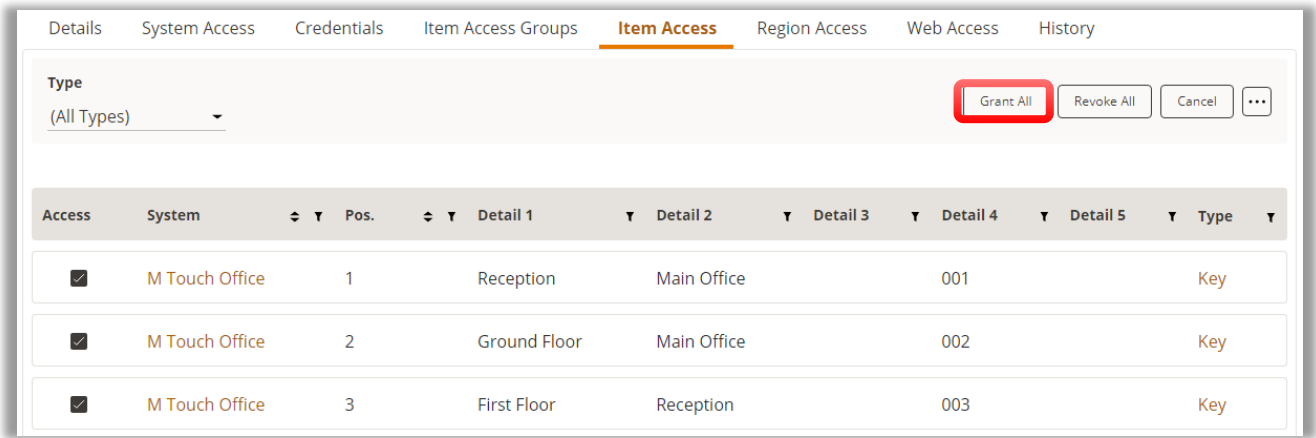 Details System Access Credentials Item Access Groups Item Access Region Access Web Access History
Type
(All Types)
Grant All Revoke All Cancel ...
Access System Pos. Detail 1 Detail 2 Detail 3 Detail 4 Detail 5 Type
M Touch Office 1 Reception Main Office 001 Key
M Touch Office 2 Ground Floor Main Office 002 Key
M Touch Office 3 First Floor Reception 003 Key